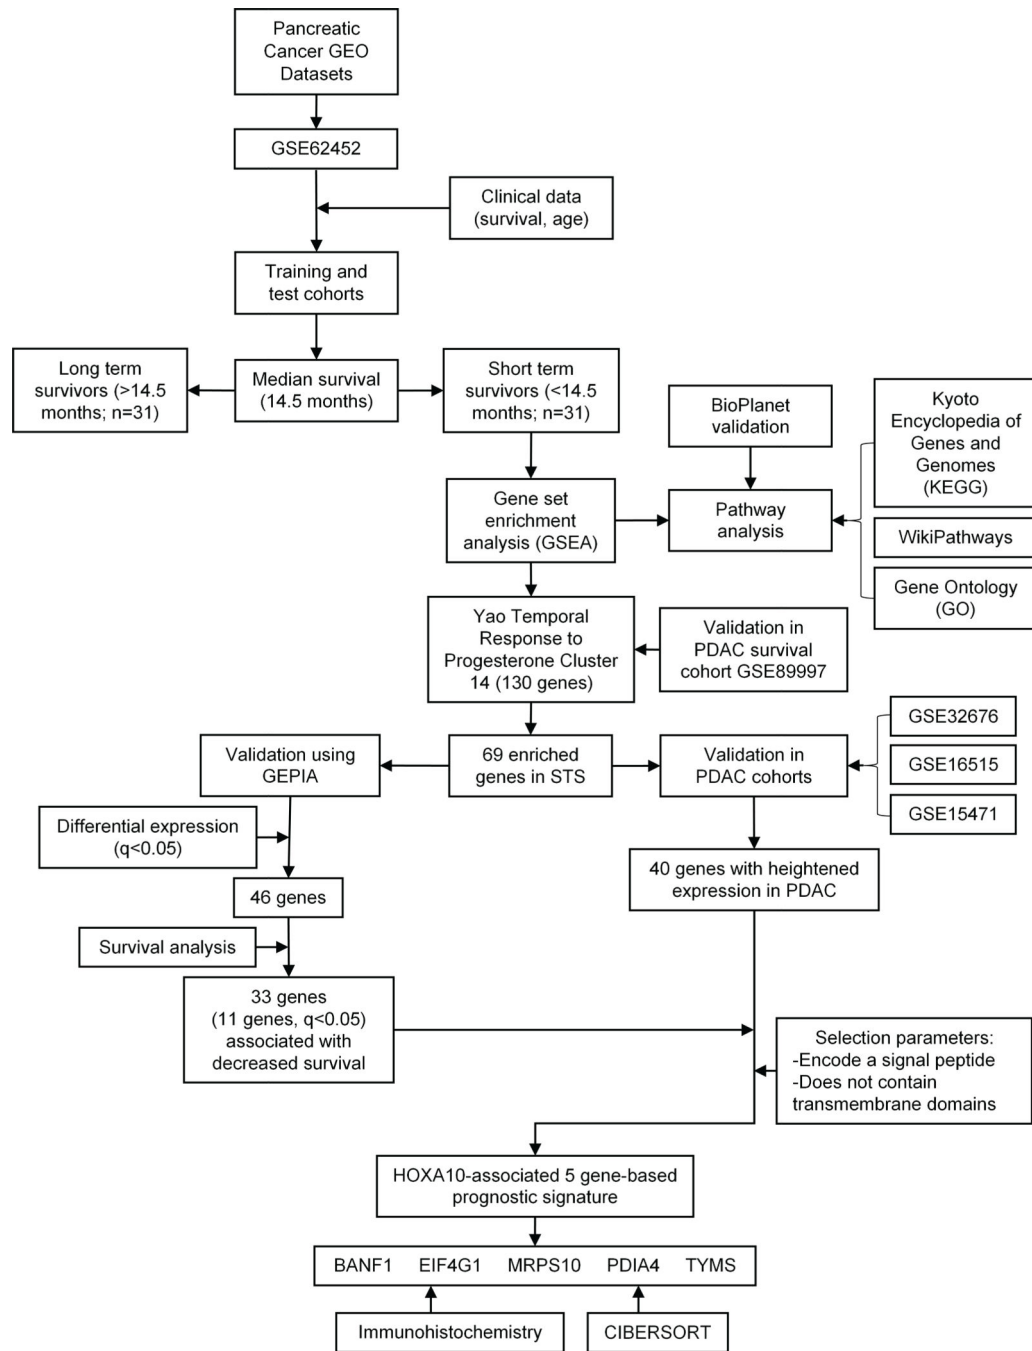 Pancreatic
Cancer GEO
Datasets
GSE62452
Clinical data
(survival, age)
Training and
test cohorts
Long term
survivors (>14.5
months; n=31)
Median survival
(14.5 months)
Short term
survivors (<14.5
months; n=31)
BioPlanet
validation
Kyoto
Encyclopedia of
Genes and
Genomes
(KEGG)
Gene set
enrichment
analysis (GSEA)
Pathway
analysis
WikiPathways
Gene Ontology
(GO)
Yao Temporal
Response to
Progesterone Cluster
14 (130 genes)
Validation in
PDAC survival
cohort GSE89997
Validation using
GEPIA
69 enriched
genes in STS
Validation in
PDAC cohorts
GSE32676
GSE16515
GSE15471
Differential expression
(q<0.05)
46 genes
40 genes with heightened
expression in PDAC
Survival analysis
33 genes
(11 genes, q<0.05)
associated with
decreased survival
Selection parameters:
-Encode a signal peptide
-Does not contain
transmembrane domains
HOXA10-associated 5 gene-based
prognostic signature
BANF1 EIF4G1 MRPS10 PDIA4 TYMS
Immunohistochemistry
CIBERSORT